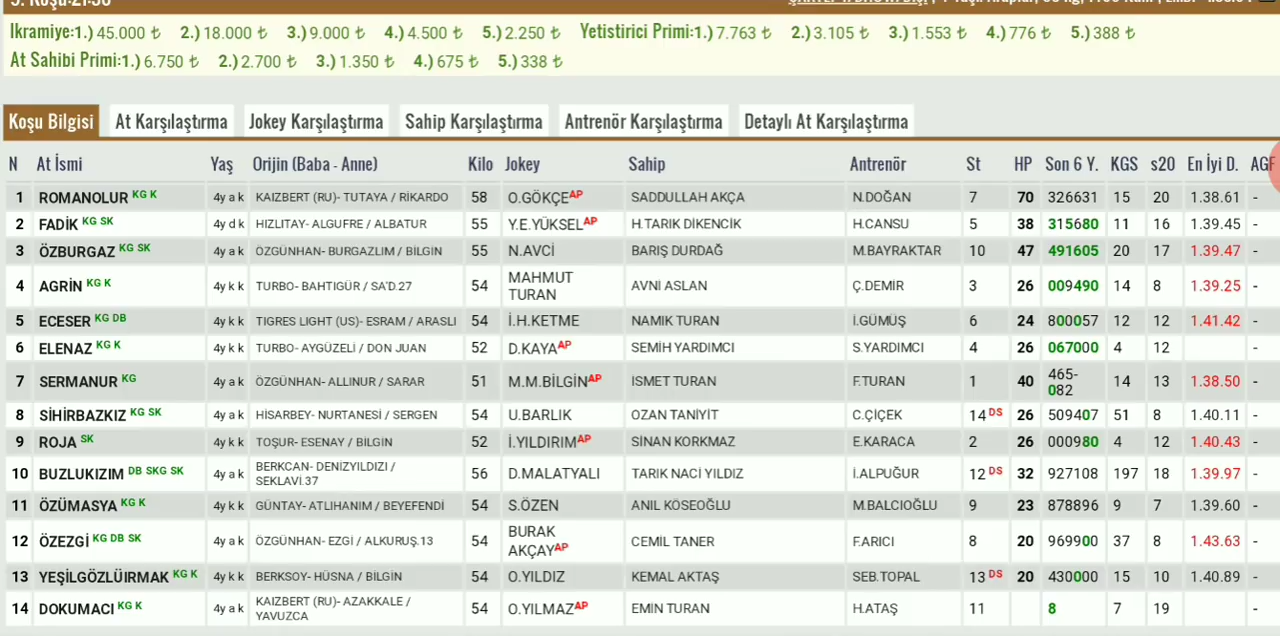 İkramiye:1.) 45.000 ₺ 2.) 18.000 ₺ 3.) 9.000 ₺ 4.) 4.500 ₺ 5.) 2.250 ₺ Yetistirici Primi:1.) 7.763 ₺ 2.) 3.105 ₺ 3.) 1.553 ₺ 4.) 776 ₺ 5.) 388 ₺
At Sahibi Primi:1.) 6.750 ₺ 2.) 2.700 ₺ 3.) 1.350 ₺ 4.) 675 ₺ 5.) 338 ₺
Koşu Bilgisi At Karşılaştırma Jokey Karşılaştırma Sahip Karşılaştırma Antrenör Karşılaştırma Detaylı At Karşılaştırma
N At İsmi Yaş Orijin (Baba - Anne) Kilo Jokey Sahip Antrenör St HP Son 6 Y. KGS s20 En İyi D. AGF
1 ROMANOLUR KG K 4y a k KAIZBERT (RU)- TUTAYA / RİKARDO 58 O.GÖKÇE AP SADDULLAH AKÇA N.DOĞAN 7 70 326631 15 20 1.38.61 -
2 FADİK KG SK 4y d k HIZLITAY- ALGUFRE / ALBATUR 55 Y.E.YÜKSEL AP H.TARIK DİKENCİK H.CANSU 5 38 315680 11 16 1.39.45 -
3 ÖZBURGAZ KG SK 4y a k ÖZGÜNHAN- BURGAZLIM / BİLGİN 55 N.AVCİ BARIŞ DURDAĞ M.BAYRAKTAR 10 47 491605 20 17 1.39.47 -
4 AGRİN KG K 4y k k TURBO- BAHTIGÜR / SA'D.27 54 MAHMUT TURAN AVNİ ASLAN Ç.DEMİR 3 26 009490 14 8 1.39.25 -
5 ECESER KG DB 4y k k TIGRES LIGHT (US)- ESRAM / ARASLI 54 İ.H.KETME NAMIK TURAN İ.GÜMÜŞ 6 24 800057 12 12 1.41.42 -
6 ELENAZ KG K 4y k k TURBO- AYGÜZELİ / DON JUAN 52 D.KAYA AP SEMİH YARDIMCI S.YARDIMCI 4 26 067000 4 12 -
7 SERMANUR KG 4y a k ÖZGÜNHAN- ALLINUR / SARAR 51 M.M.BİLGİN AP İSMET TURAN F.TURAN 1 40 465-082 14 13 1.38.50 -
8 SİHİRBAZKIZ KG SK 4y a k HİSARBEY- NURTANESİ / SERGEN 54 U.BARLIK OZAN TANİYİT C.ÇİÇEK 14 DS 26 509407 51 8 1.40.11 -
9 ROJA SK 4y k k TOŞUR- ESENAY / BİLGİN 52 İ.YILDIRIM AP SİNAN KORKMAZ E.KARACA 2 26 000980 4 12 1.40.43 -
10 BUZLUKIZIM DB SKG SK 4y a k BERKCAN- DENİZYILDIZI / SEKLAVİ.37 56 D.MALATYALI TARIK NACİ YILDIZ İ.ALPUĞUR 12 DS 32 927108 197 18 1.39.97 -
11 ÖZÜMASYA KG K 4y k k GÜNTAY- ATLIHANIM / BEYEFENDİ 54 S.ÖZEN ANIL KÖSEOĞLU M.BALCIOĞLU 9 23 878896 9 7 1.39.60 -
12 ÖZEZGİ KG DB SK 4y a k ÖZGÜNHAN- EZGİ / ALKURUŞ.13 54 BURAK AKÇAY AP CEMİL TANER F.ARICI 8 20 969900 37 8 1.43.63 -
13 YEŞİLGÖZLÜIRMAK KG K 4y k k BERKSOY- HÜSNA / BİLGİN 54 O.YILDIZ KEMAL AKTAŞ SEB.TOPAL 13 DS 20 430000 15 10 1.40.89 -
14 DOKUMACI KG K 4y a k KAIZBERT (RU)- AZAKKALE / YAVUZCA 54 O.YILMAZ AP EMİN TURAN H.ATAŞ 11 8 7 19 -